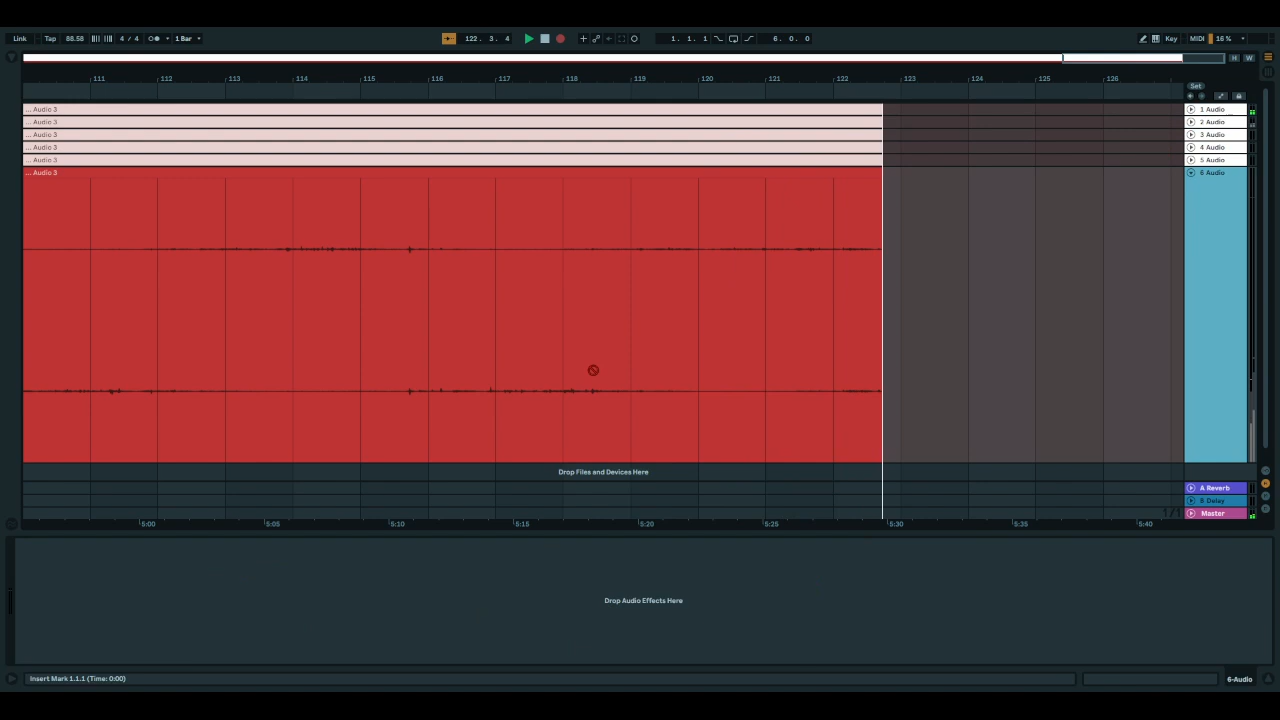 Link Tap 88.58 4 / 4 1 Bar 122. 3. 4 1. 1. 1 6. 0. 0 Key MIDI 16 %
H W
111 112 113 114 115 116 117 118 119 120 121 122 123 124 125 126
Set
... Audio 3 1 Audio
... Audio 3 2 Audio
... Audio 3 3 Audio
... Audio 3 4 Audio
... Audio 3 5 Audio
... Audio 3 6 Audio
Drop Files and Devices Here
A Reverb
B Delay
1/1 Master
5:00 5:05 5:10 5:15 5:20 5:25 5:30 5:35 5:40
Drop Audio Effects Here
Insert Mark 1.1.1 (Time: 0:00) 6-Audio